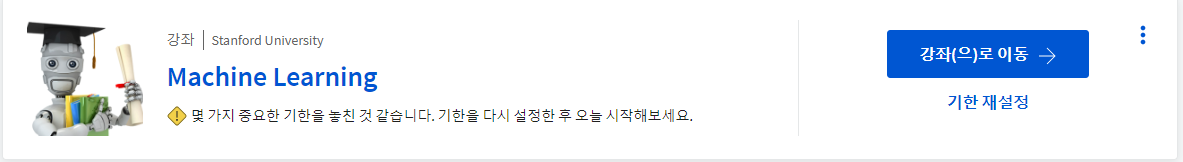 강좌 | Stanford University
Machine Learning
몇 가지 중요한 기한을 놓친 것 같습니다. 기한을 다시 설정한 후 오늘 시작해보세요.
강좌(으)로 이동 →
기한 재설정